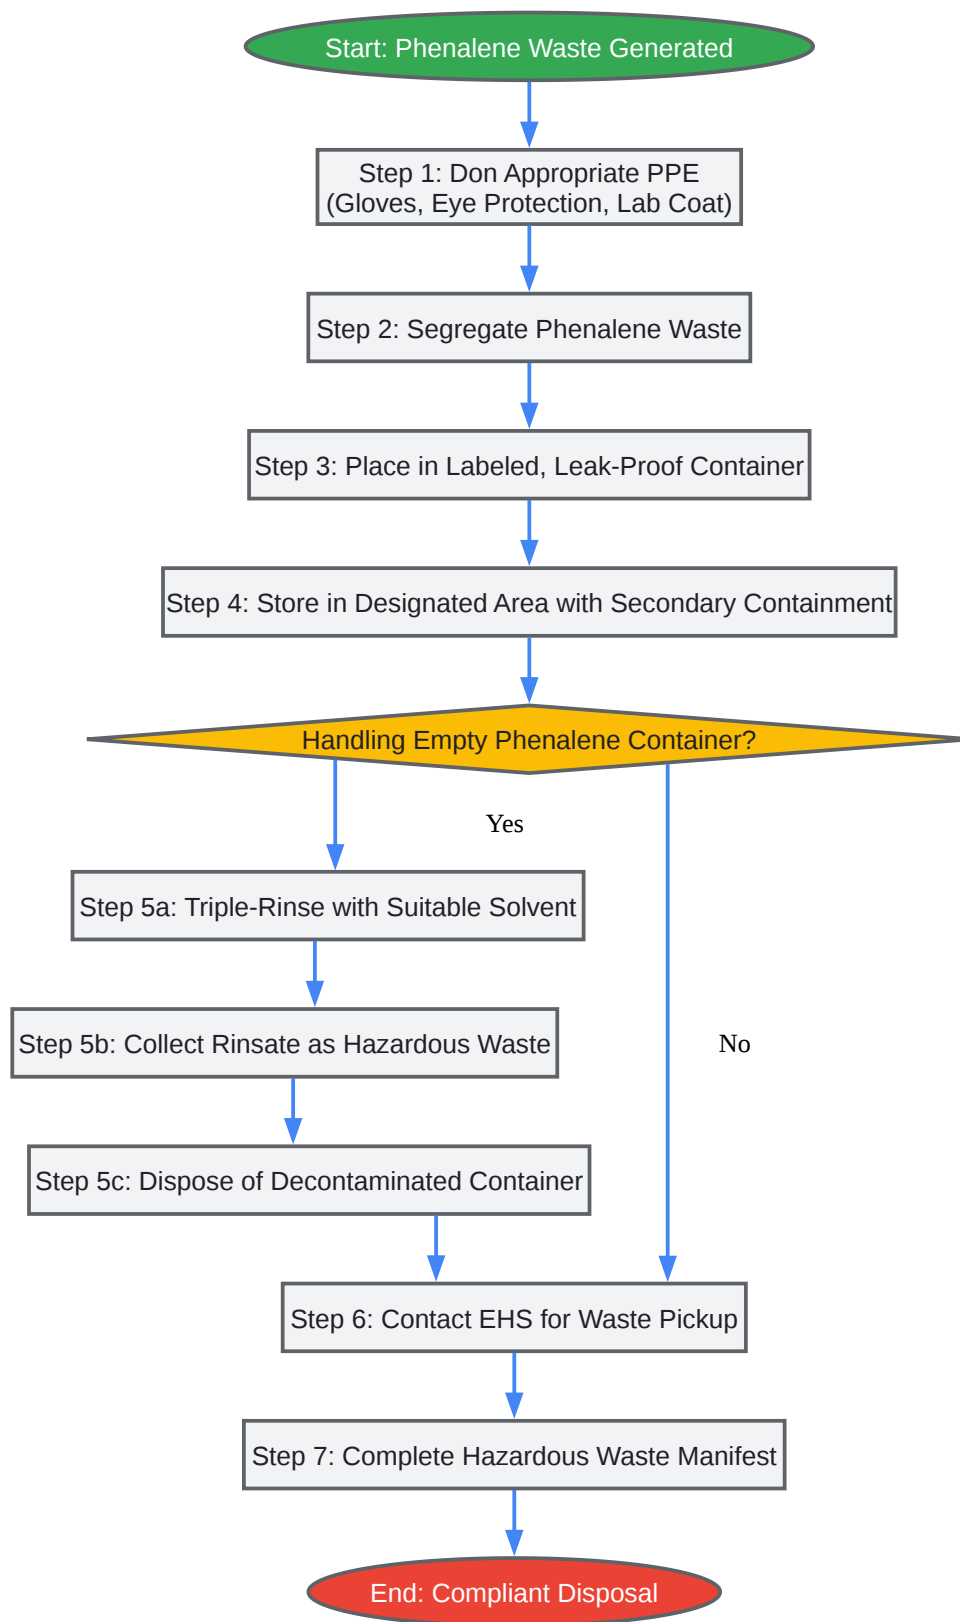 Start: Phenalene Waste Generated
Step 1: Don Appropriate PPE
(Gloves, Eye Protection, Lab Coat)
Step 2: Segregate Phenalene Waste
Step 3: Place in Labeled, Leak-Proof Container
Step 4: Store in Designated Area with Secondary Containment
Handling Empty Phenalene Container?
Yes
Step 5a: Triple-Rinse with Suitable Solvent
Step 5b: Collect Rinsate as Hazardous Waste
No
Step 5c: Dispose of Decontaminated Container
Step 6: Contact EHS for Waste Pickup
Step 7: Complete Hazardous Waste Manifest
End: Compliant Disposal